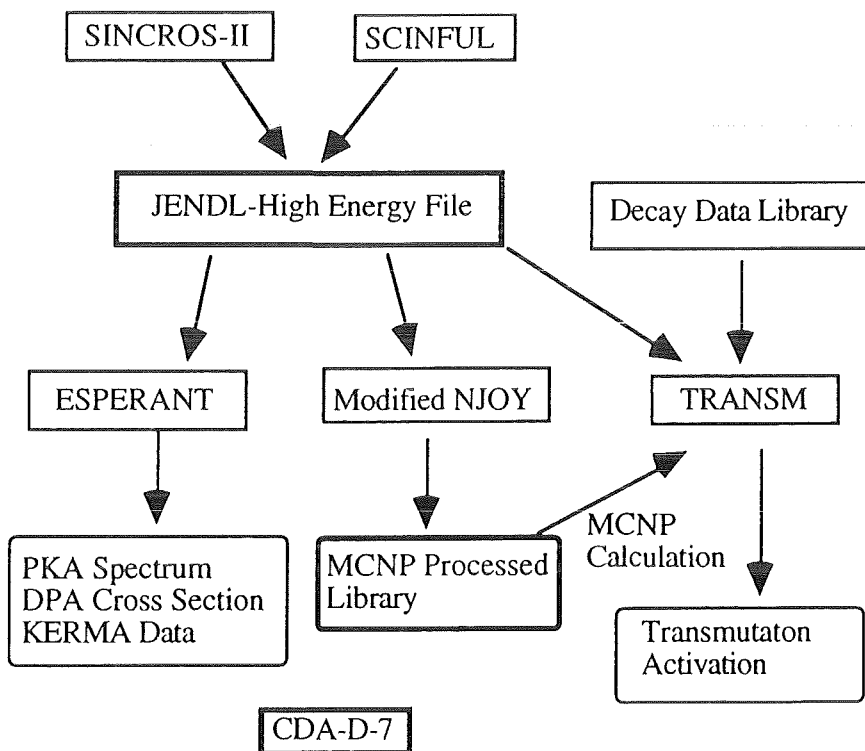 SINCROS-II
SCINFUL
JENDL-High Energy File
Decay Data Library
ESPERANT
Modified NJOY
TRANSM
MCNP
Calculation
PKA Spectrum
DPA Cross Section
KERMA Data
MCNP Processed
Library
Transmutaton
Activation
CDA-D-7